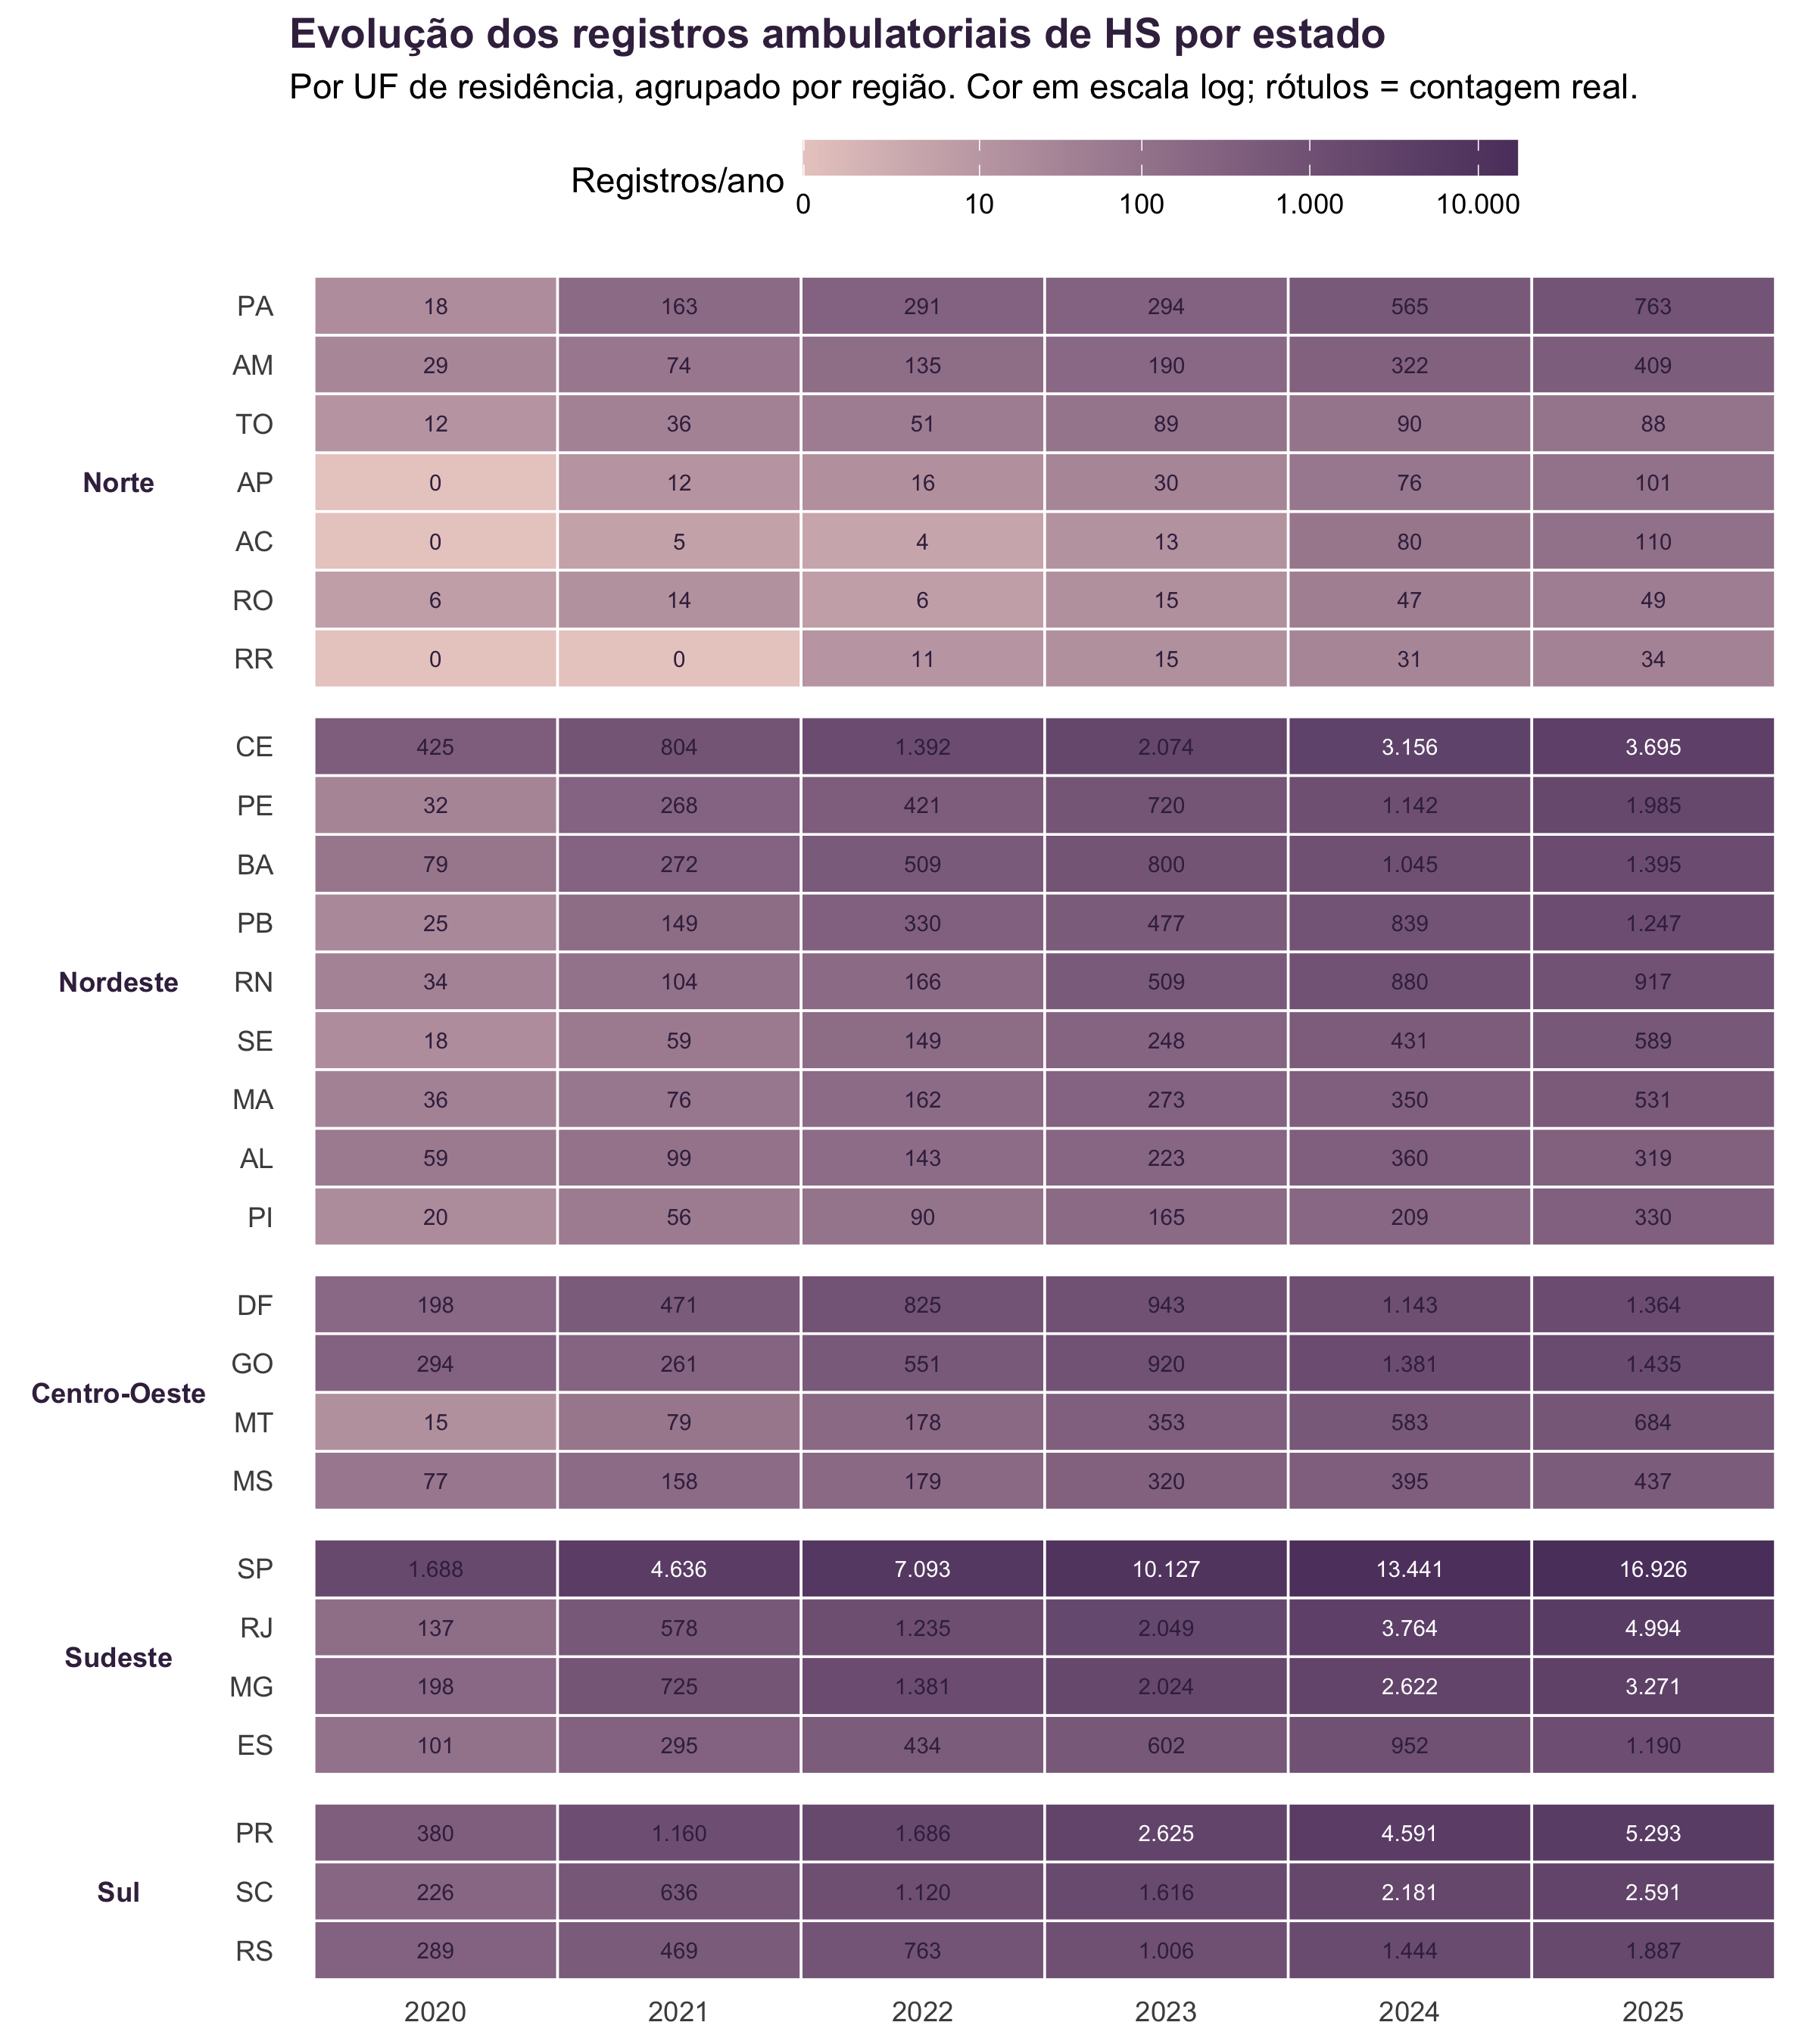 Evolução dos registros ambulatoriais de HS por estado
Por UF de residência, agrupado por região. Cor em escala log; rótulos = contagem real.
Registros/ano
0 10 100 1.000 10.000
Norte
PA 18 163 291 294 565 763
AM 29 74 135 190 322 409
TO 12 36 51 89 90 88
AP 0 12 16 30 76 101
AC 0 5 4 13 80 110
RO 6 14 6 15 47 49
RR 0 0 11 15 31 34
Nordeste
CE 425 804 1.392 2.074 3.156 3.695
PE 32 268 421 720 1.142 1.985
BA 79 272 509 800 1.045 1.395
PB 25 149 330 477 839 1.247
RN 34 104 166 509 880 917
SE 18 59 149 248 431 589
MA 36 76 162 273 350 531
AL 59 99 143 223 360 319
PI 20 56 90 165 209 330
Centro-Oeste
DF 198 471 825 943 1.143 1.364
GO 294 261 551 920 1.381 1.435
MT 15 79 178 353 583 684
MS 77 158 179 320 395 437
Sudeste
SP 1.688 4.636 7.093 10.127 13.441 16.926
RJ 137 578 1.235 2.049 3.764 4.994
MG 198 725 1.381 2.024 2.622 3.271
ES 101 295 434 602 952 1.190
Sul
PR 380 1.160 1.686 2.625 4.591 5.293
SC 226 636 1.120 1.616 2.181 2.591
RS 289 469 763 1.006 1.444 1.887
2020 2021 2022 2023 2024 2025